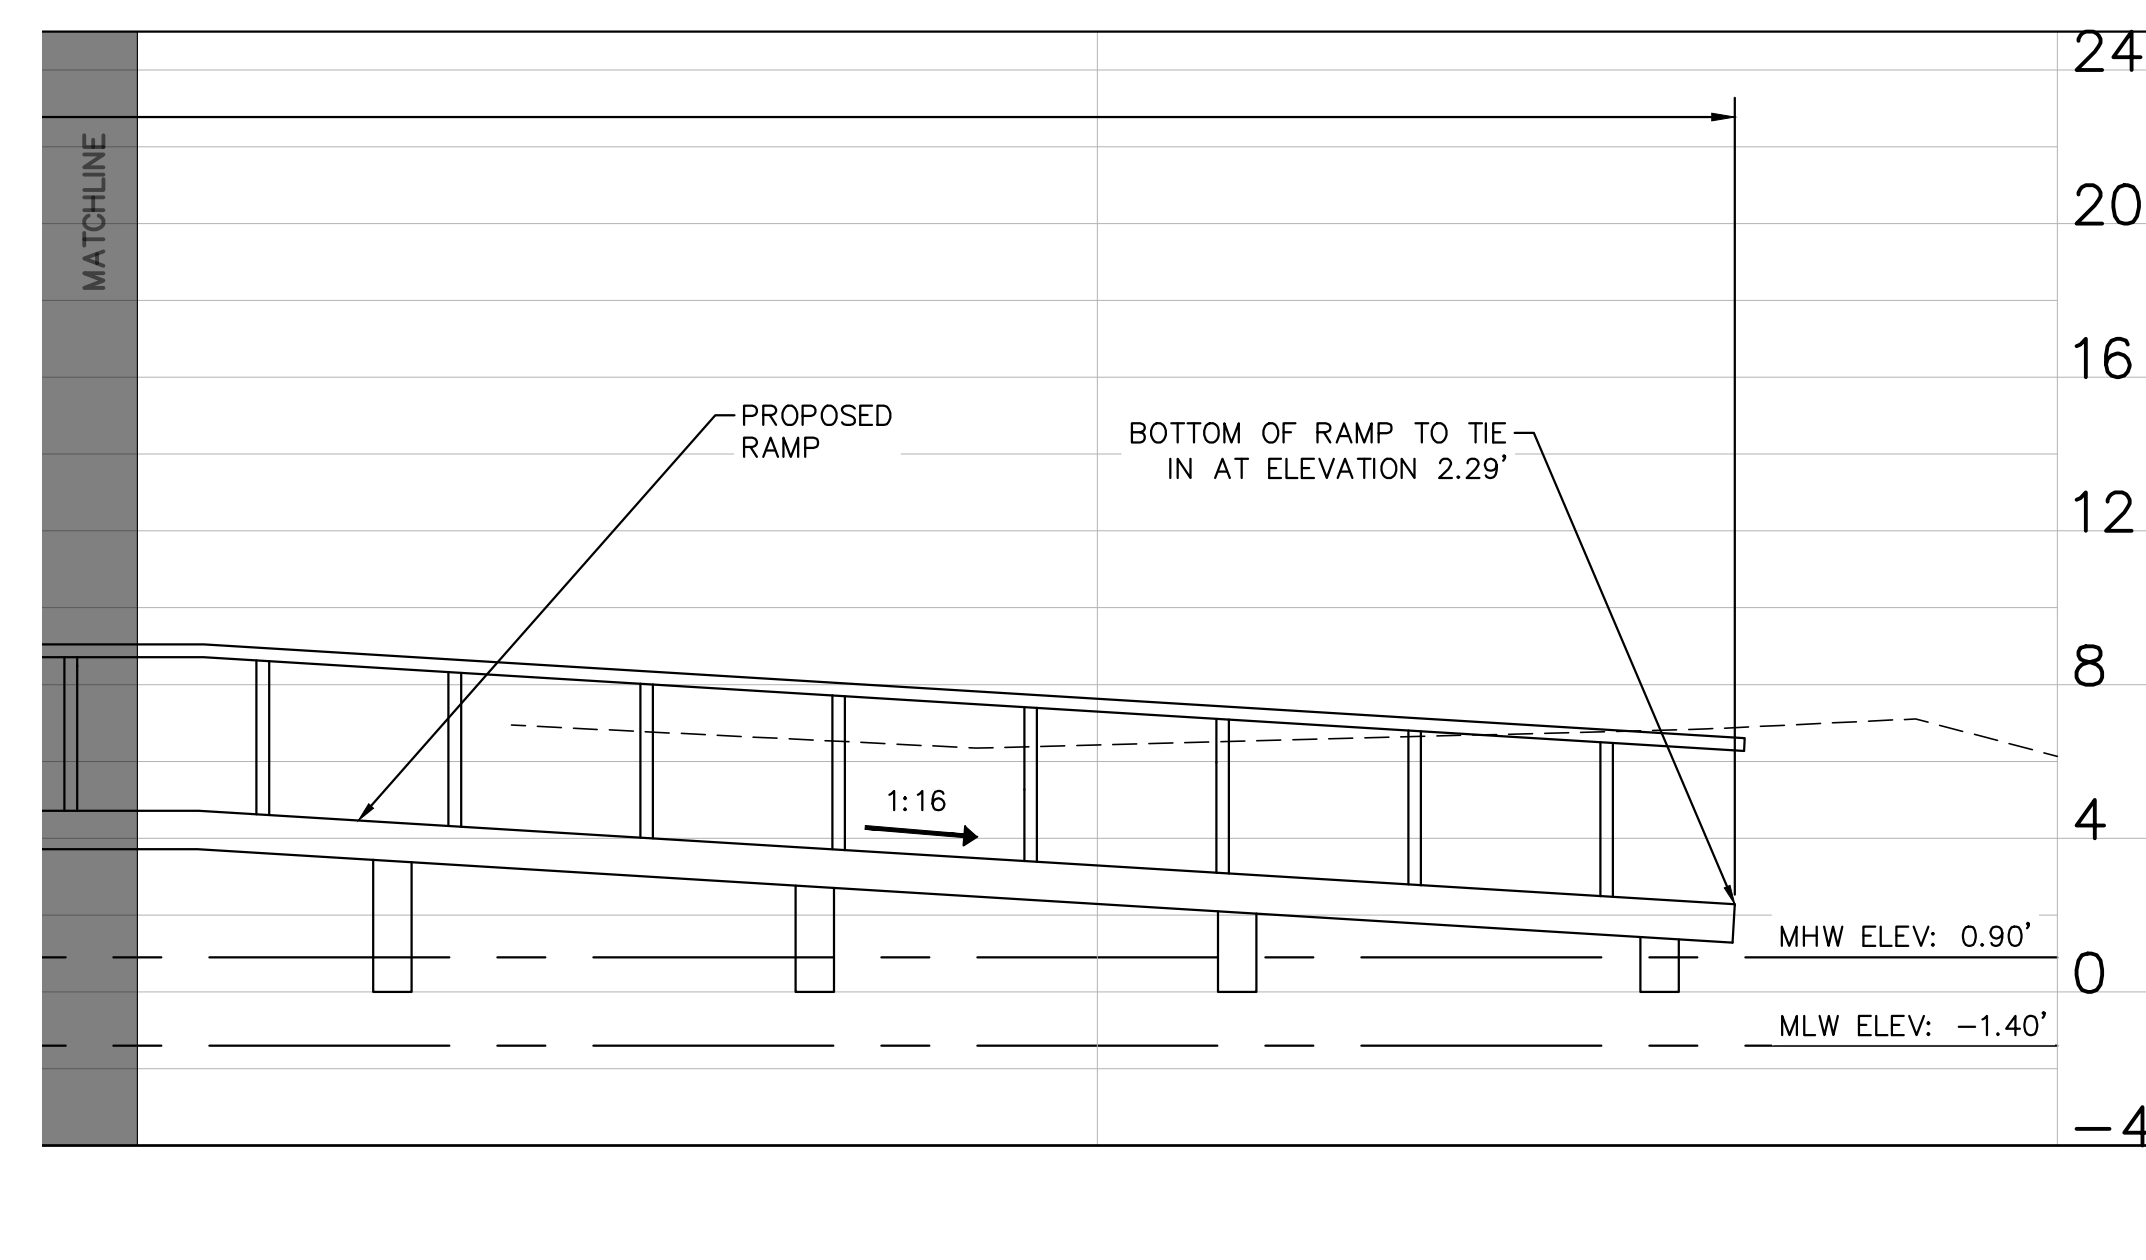 24
MATCHLINE
20
16
PROPOSED
RAMP
BOTTOM OF RAMP TO TIE
IN AT ELEVATION 2.29'
12
8
1:16
4
MHW ELEV: 0.90'
0
MLW ELEV: -1.40'
-4